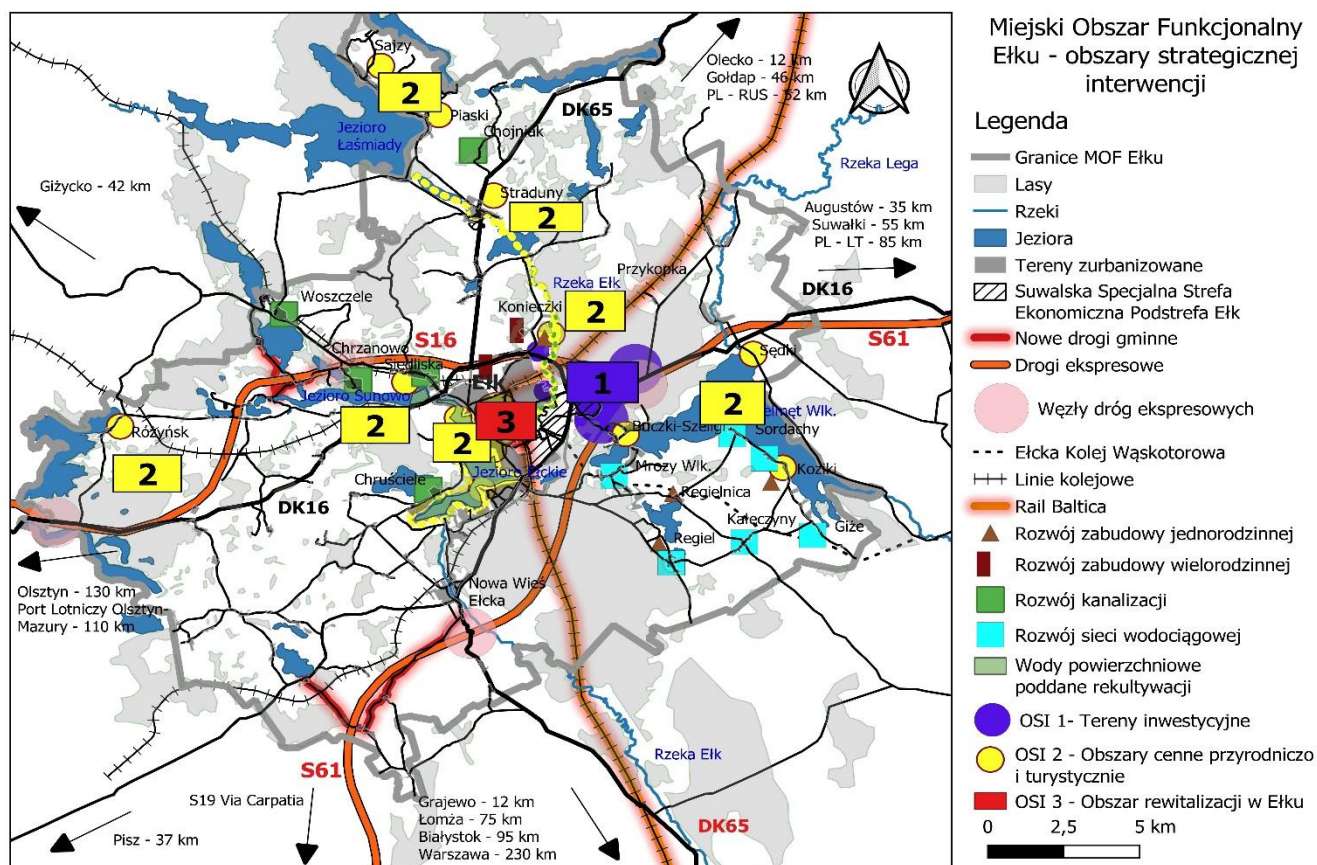 Miejski Obszar Funkcjonalny
Ełku - obszary strategicznej
interwencji
Legenda
Granice MOF Ełku
Lasy
Rzeki
Jeziora
Tereny zurbanizowane
Suwalska Specjalna Strefa
Ekonomiczna Podstrefa Ełk
Nowe drogi gminne
Drogi ekspresowe
Węzły dróg ekspresowych
Ełcka Kolej Wąskotorowa
Linie kolejowe
Rail Baltica
Rozwój zabudowy jednorodzinnej
Rozwój zabudowy wielorodzinnej
Rozwój kanalizacji
Rozwój sieci wodociągowej
Wody powierzchniowe
poddane rekultywacji
OSI 1- Tereny inwestycyjne
OSI 2 - Obszary cenne przyrodniczo
i turystycznie
OSI 3 - Obszar rewitalizacji w Ełku
0 2,5 5 km
Sajzy
2
Piaski
Jezioro
Łaśmiady
Chojniak
DK65
Olecko - 12 km
Gołdap - 46 km
PL - RUS - 52 km
Rzeka Lega
Giżycko - 42 km
Straduny
2
Augustów - 35 km
Suwałki - 55 km
PL - LT - 85 km
Przykopka
Rzeka Ełk
DK16
Woszczele
Konieczki
2
S16
S61
Chrzanowo
Siedliska
Sędki
Ełk
1
Jezioro Sunowo
2
2
3
2
Różyńsk
2
Buczki-Szeligi
Sordachy
Mrozy Wlk.
Koziki
Jezioro Ełckie
Chruściele
Regielnica
DK16
Kałęczyny
Giże
Regiel
Olsztyn - 130 km
Port Lotniczy Olsztyn-
Mazury - 110 km
Nowa Wieś
Ełcka
Rzeka Ełk
S61
S19 Via Carpatia
Grajewo - 12 km
Łomża - 75 km
Białystok - 95 km
Warszawa - 230 km
DK65
Pisz - 37 km